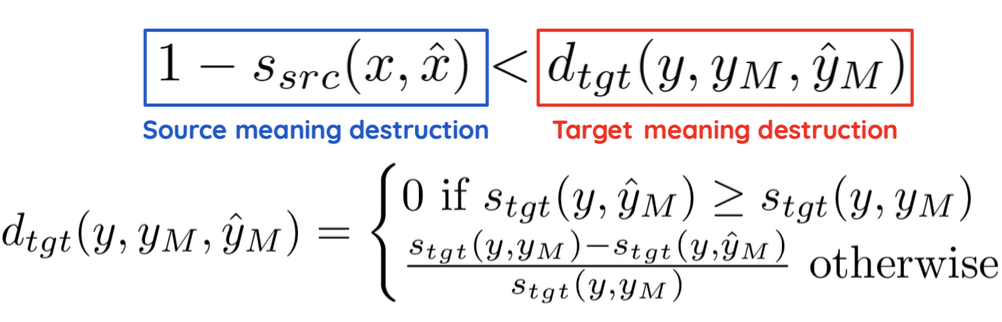 1 − s_{src}(x, x̂) < d_{tgt}(y, y_M, ŷ_M)
Source meaning destruction Target meaning destruction
d_{tgt}(y, y_M, ŷ_M) = { 0 if s_{tgt}(y, ŷ_M) ≥ s_{tgt}(y, y_M)
\frac{s_{tgt}(y,y_M)−s_{tgt}(y,ŷ_M)}{s_{tgt}(y,y_M)} otherwise